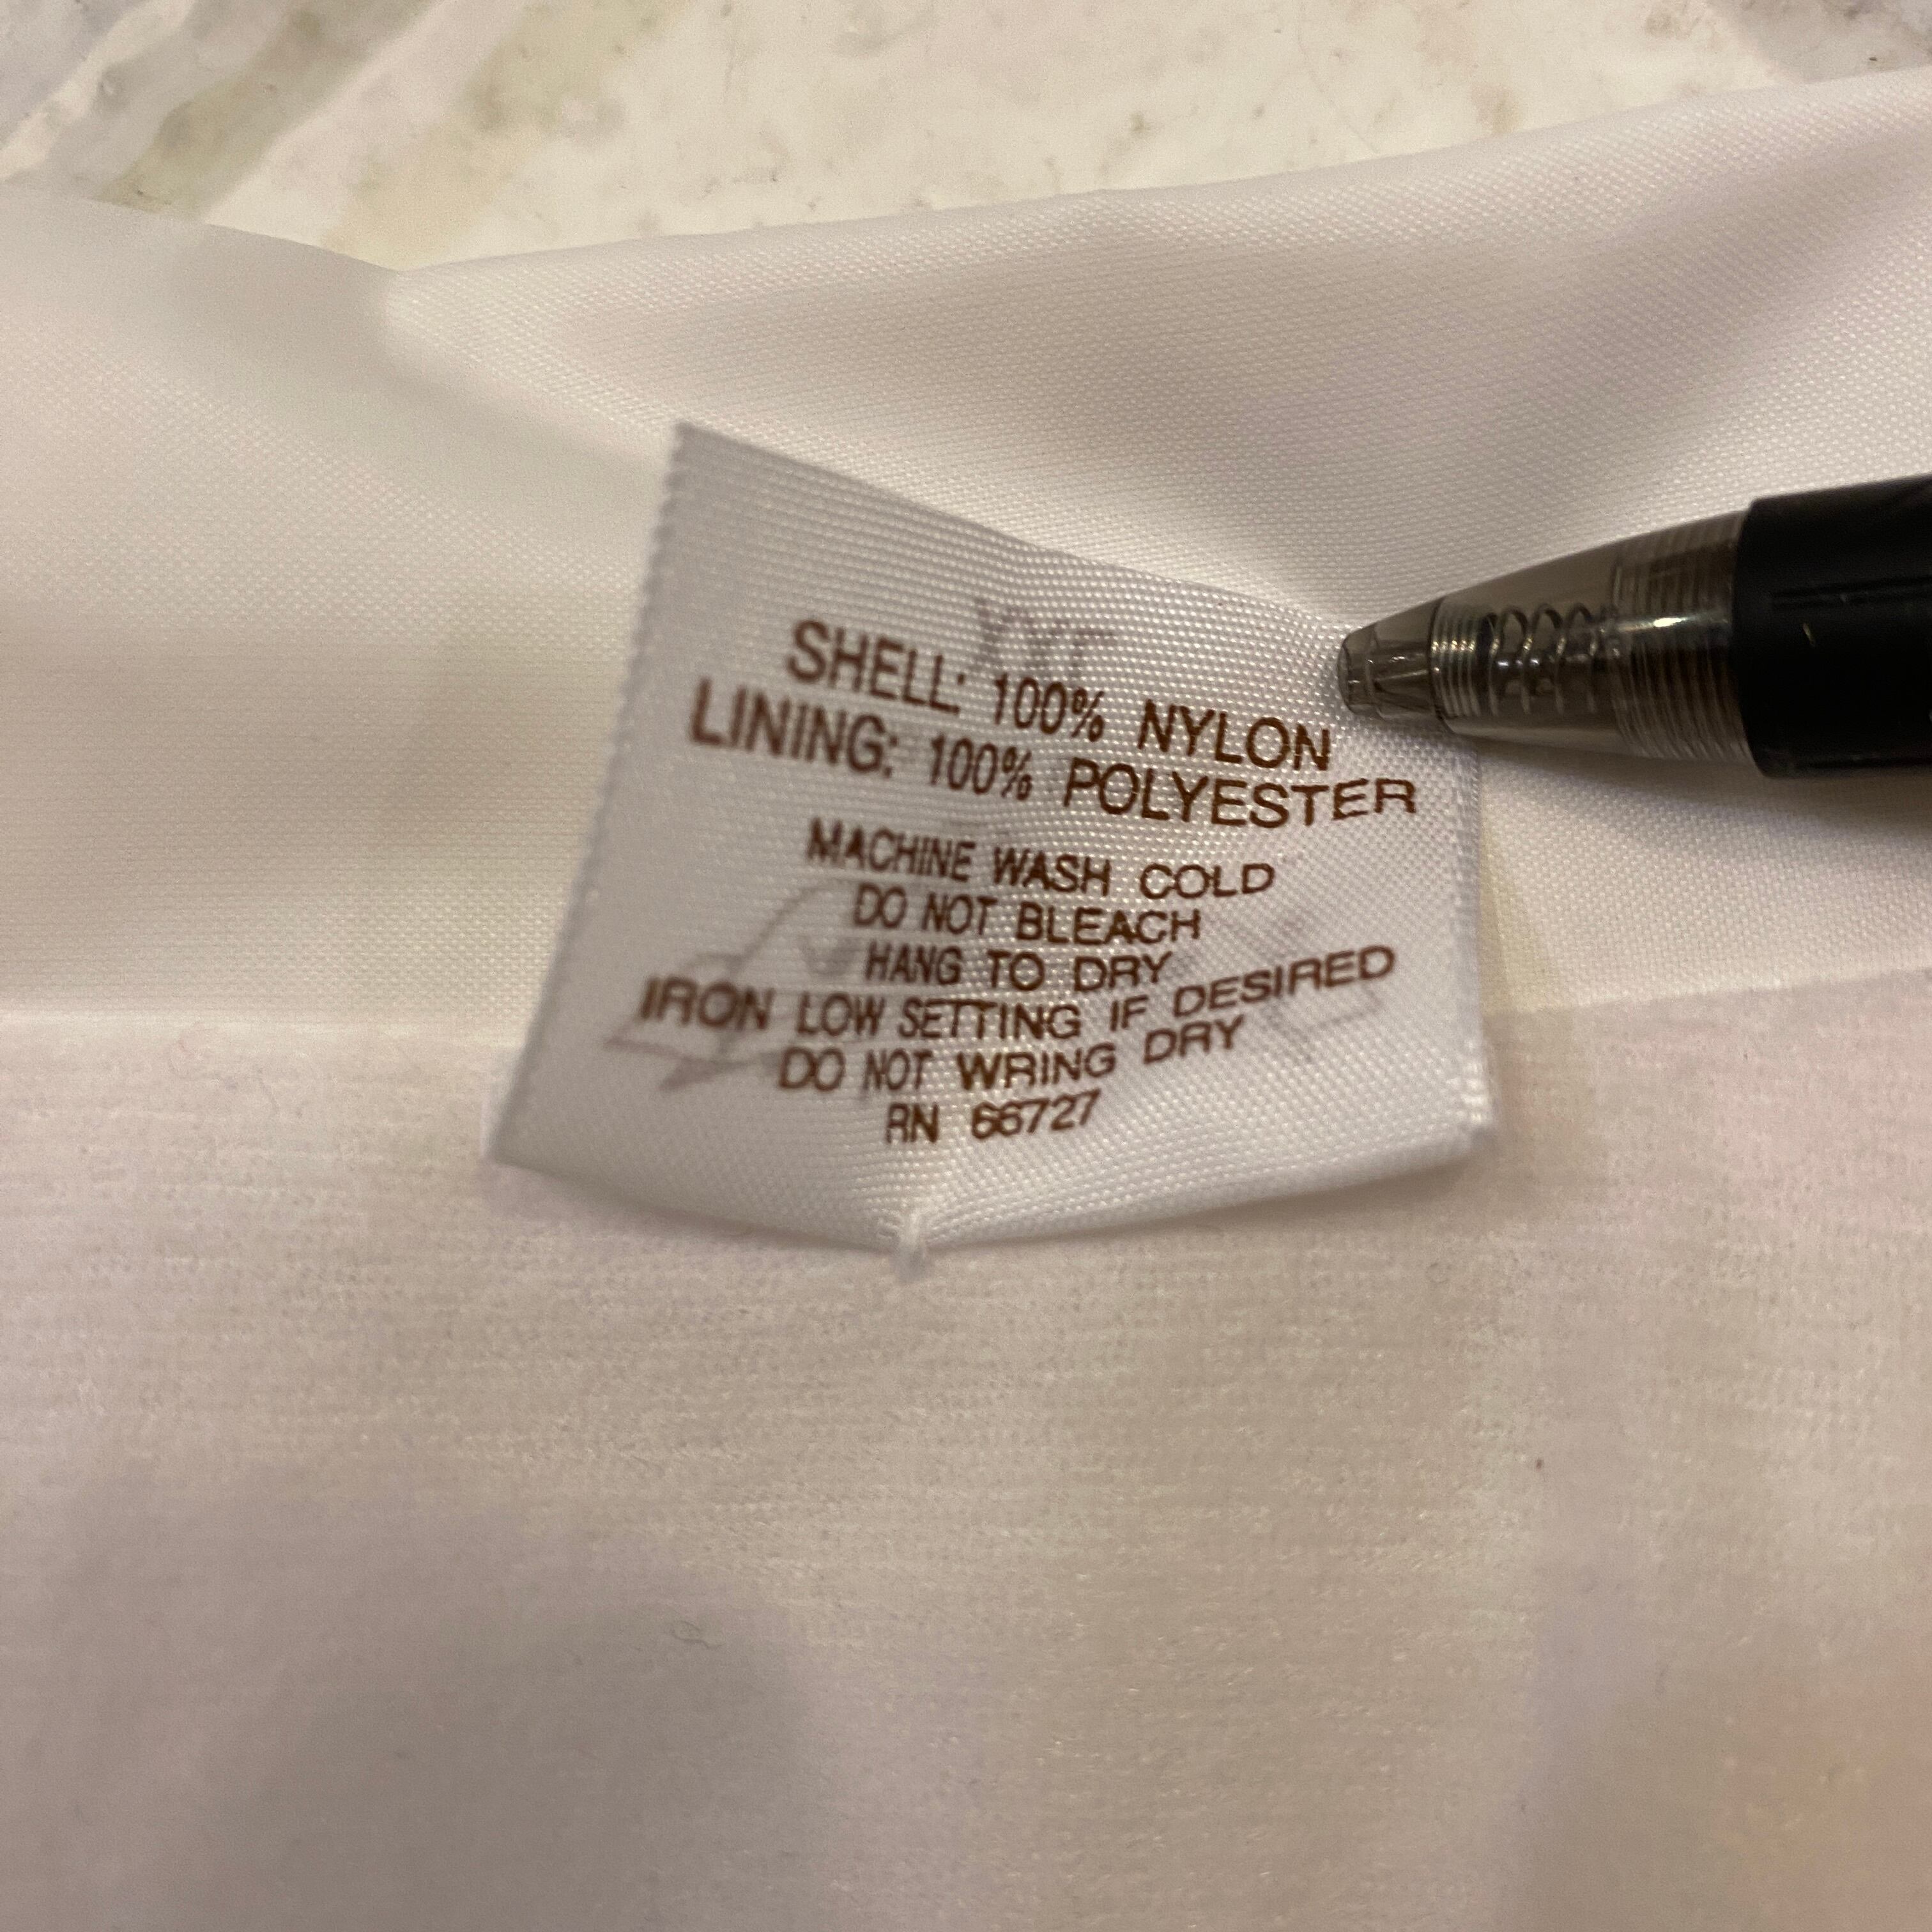 SHELL: 100% NYLON
LINING: 100% POLYESTER
MACHINE WASH COLD
DO NOT BLEACH
HANG TO DRY
IRON LOW SETTING IF DESIRED
DO NOT WRING DRY
RN 66727